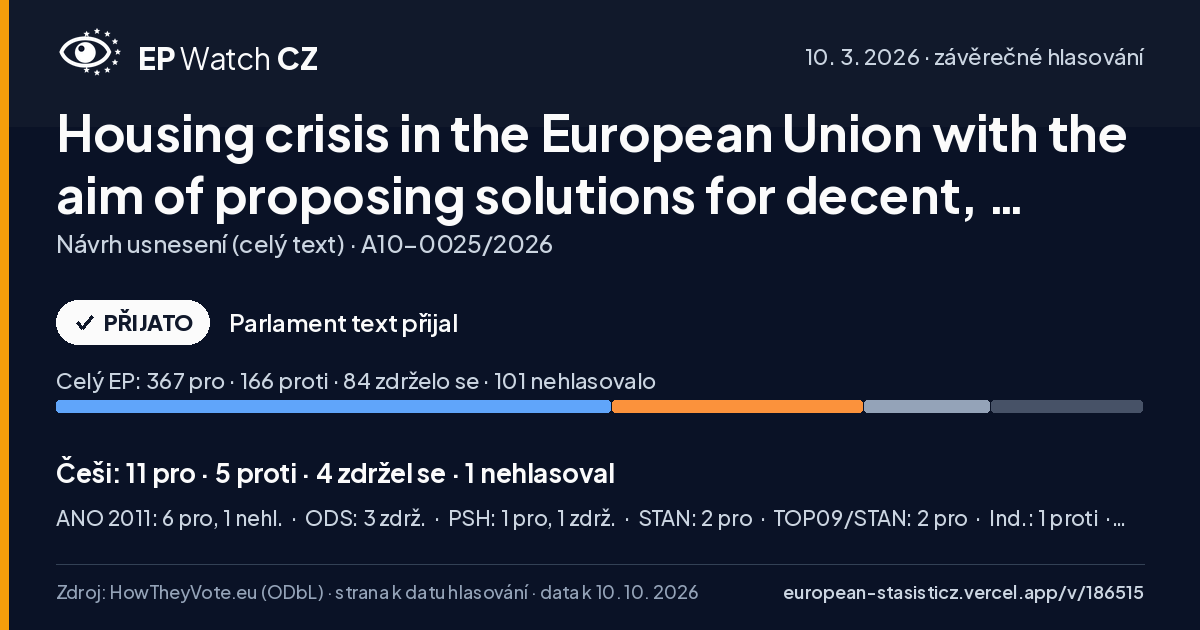 EP Watch CZ
10. 3. 2026 · závěrečné hlasování
Housing crisis in the European Union with the
aim of proposing solutions for decent, ...
Návrh usnesení (celý text) · A10–0025/2026
✓ PŘIJATO
Parlament text přijal
Celý EP: 367 pro · 166 proti · 84 zdrželo se · 101 nehlasovalo
Češi: 11 pro · 5 proti · 4 zdržel se · 1 nehlasoval
ANO 2011: 6 pro, 1 nehl. · ODS: 3 zdrž. · PSH: 1 pro, 1 zdrž. · STAN: 2 pro · TOP09/STAN: 2 pro · Ind.: 1 proti ·...
Zdroj: HowTheyVote.eu (ODbL) · strana k datu hlasování · data k 10. 10. 2026
european-stasisticz.vercel.app/v/186515